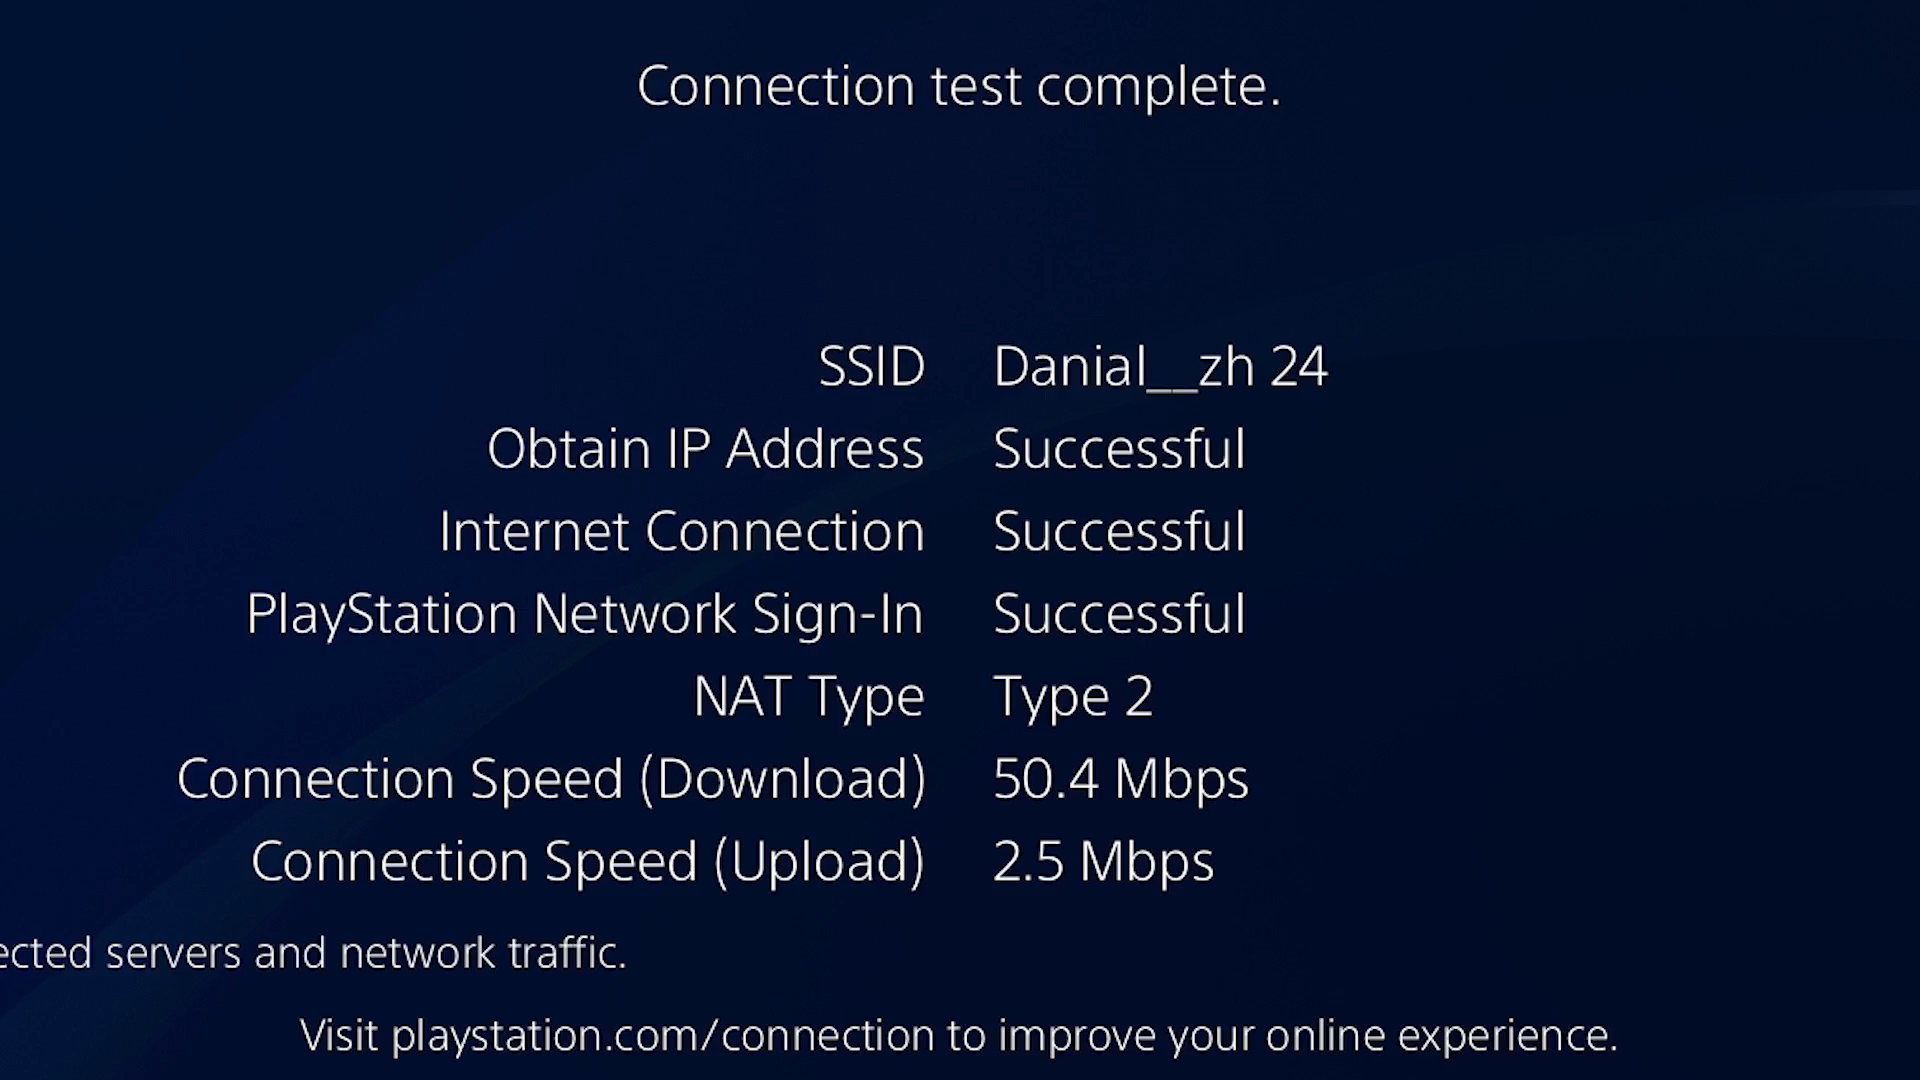 Connection test complete.
SSID Danial__zh 24
Obtain IP Address Successful
Internet Connection Successful
PlayStation Network Sign-In Successful
NAT Type Type 2
Connection Speed (Download) 50.4 Mbps
Connection Speed (Upload) 2.5 Mbps
servers and network traffic.
Visit playstation.com/connection to improve your online experience.